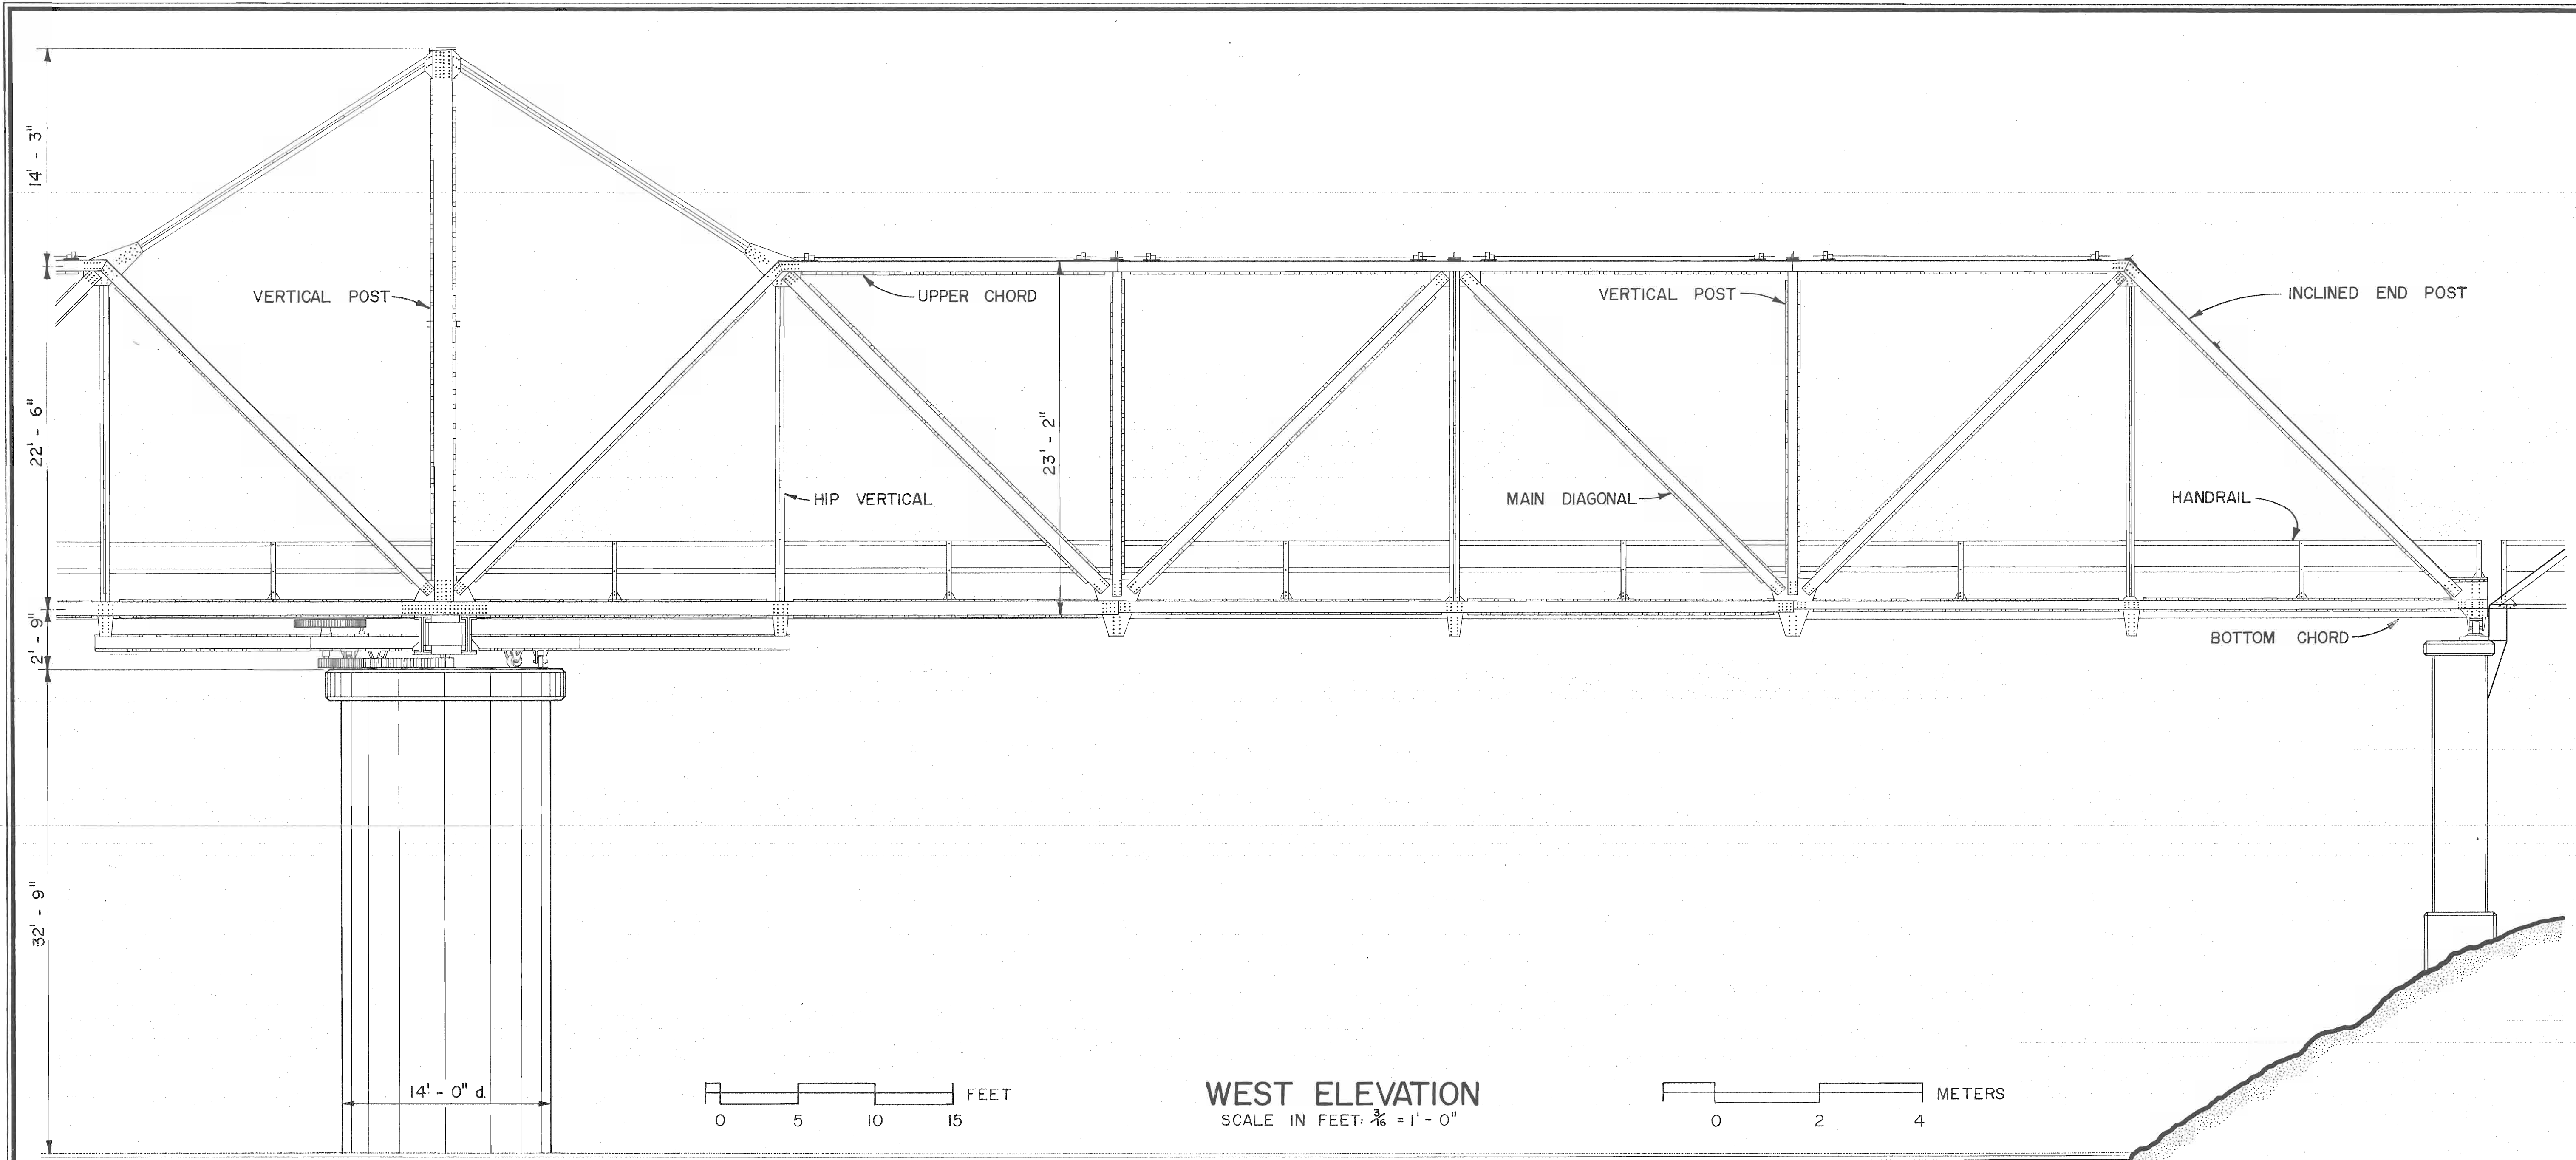 14' - 3"
VERTICAL POST
UPPER CHORD
VERTICAL POST
INCLINED END POST
22' - 6"
23' - 2"
HIP VERTICAL
MAIN DIAGONAL
HANDRAIL
2' - 9"
BOTTOM CHORD
32' - 9"
14' - 0" d.
FEET
0 5 10 15
WEST ELEVATION
SCALE IN FEET: 3/16 = 1' - 0"
METERS
0 2 4